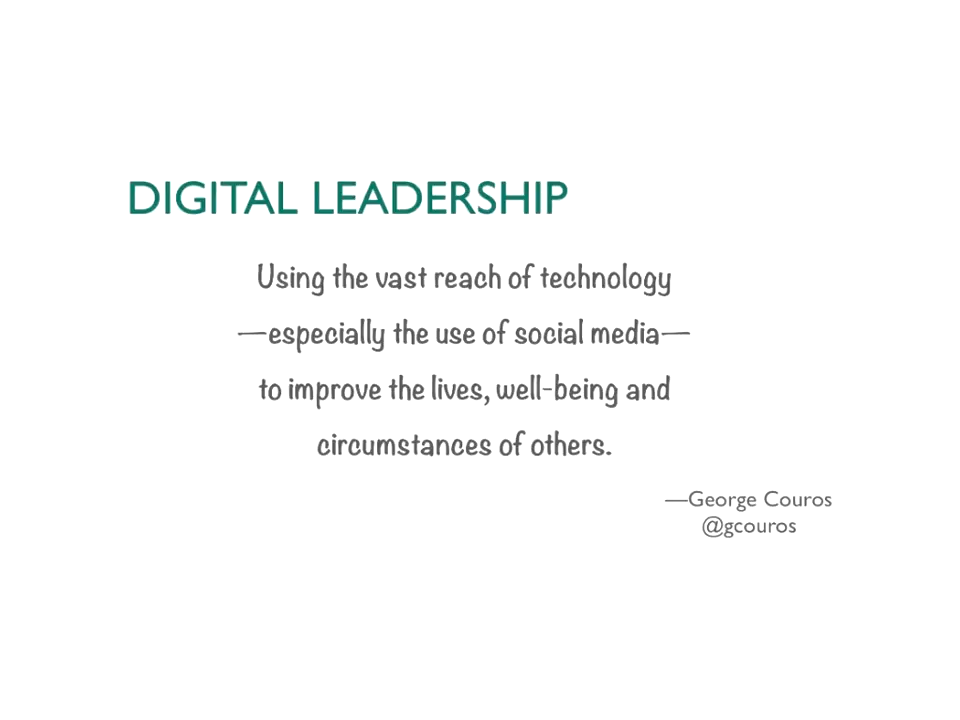 DIGITAL LEADERSHIP
Using the vast reach of technology
—especially the use of social media—
to improve the lives, well-being and
circumstances of others.
—George Couros
@gcouros